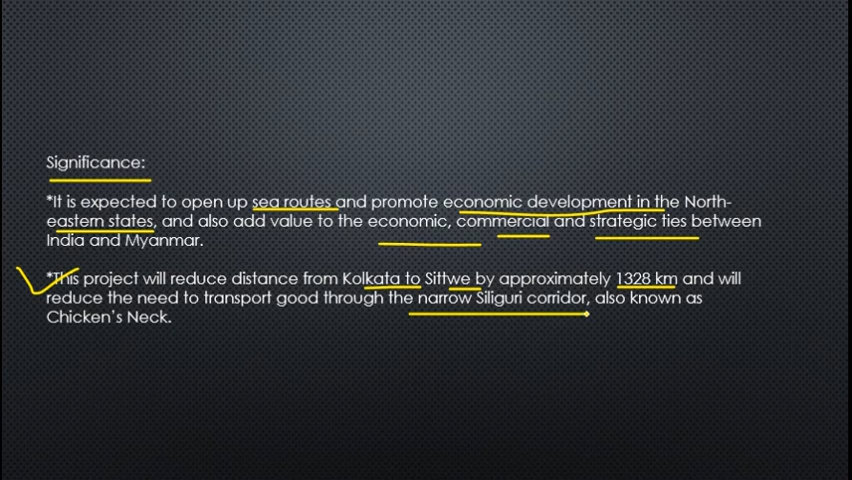 Significance:
*It is expected to open up sea routes and promote economic development in the North-
eastern states, and also add value to the economic, commercial and strategic ties between
India and Myanmar.
*This project will reduce distance from Kolkata to Sittwe by approximately 1328 km and will
reduce the need to transport good through the narrow Siliguri corridor, also known as
Chicken's Neck.